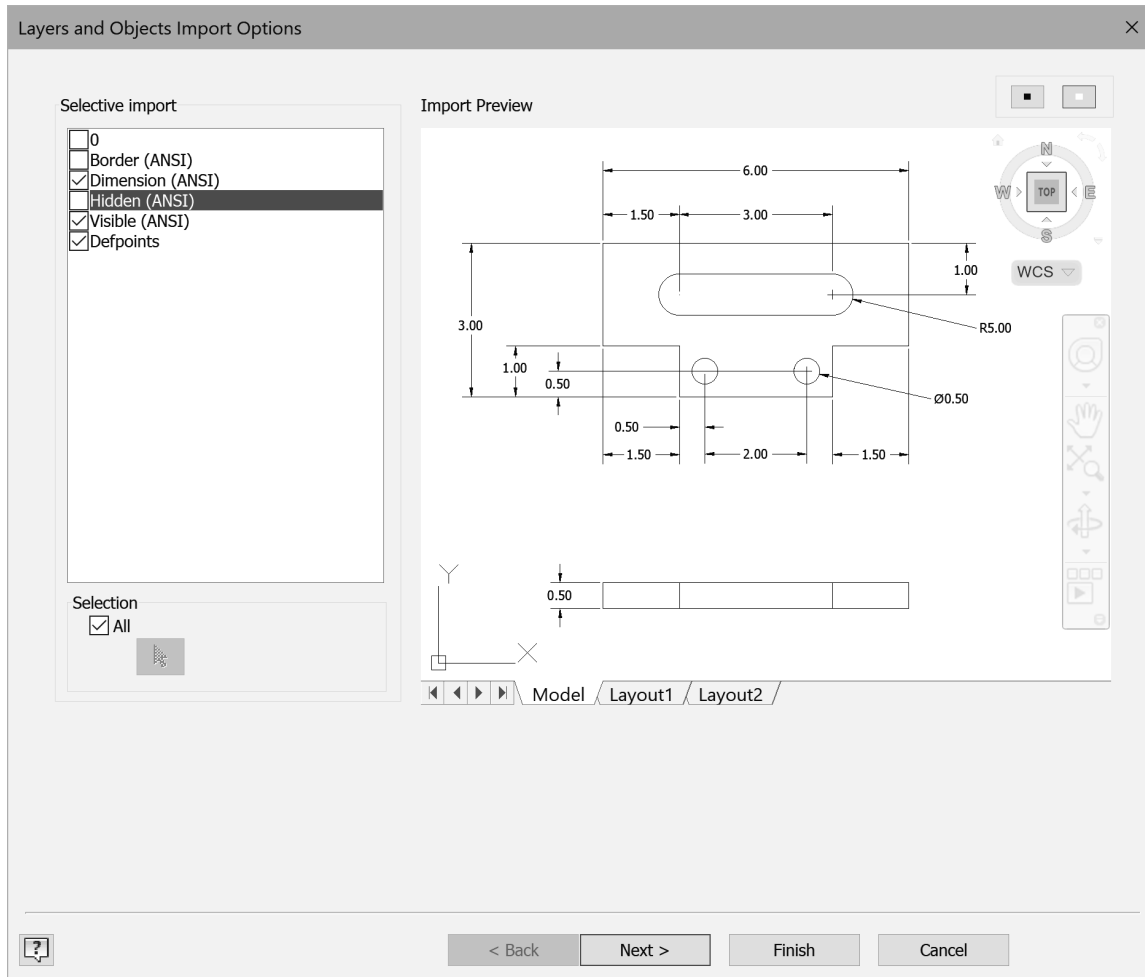 Layers and Objects Import Options
Selective import
0
Border (ANSI)
Dimension (ANSI)
Hidden (ANSI)
Visible (ANSI)
Defpoints
Selection
All
Import Preview
6.00
1.50 3.00
1.00
3.00
R5.00
1.00
0.50
Ø0.50
0.50
1.50 2.00 1.50
0.50
Y
X
N
W TOP E
S
WCS
Model Layout1 Layout2
? < Back Next > Finish Cancel